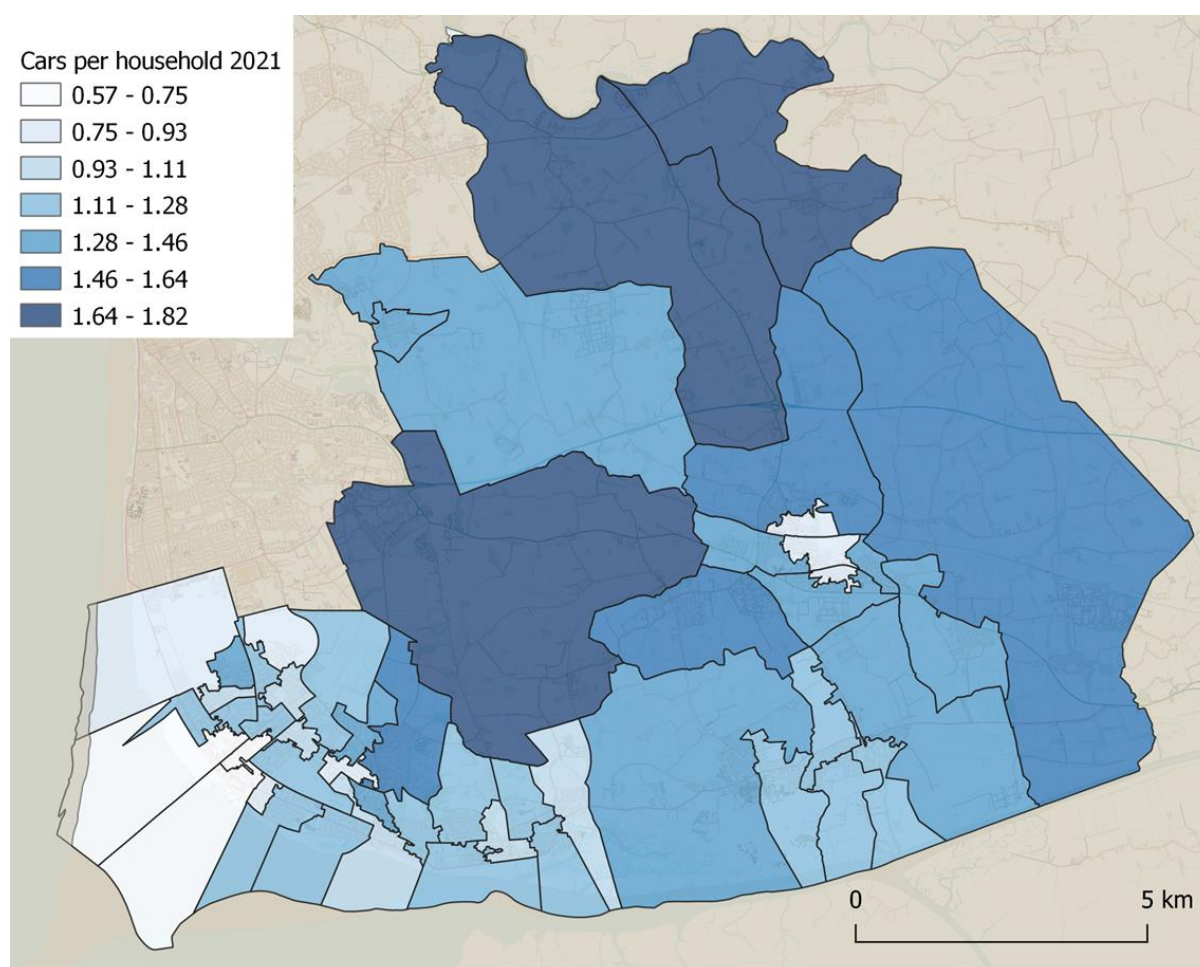 Cars per household 2021
0.57 - 0.75
0.75 - 0.93
0.93 - 1.11
1.11 - 1.28
1.28 - 1.46
1.46 - 1.64
1.64 - 1.82
0 5 km